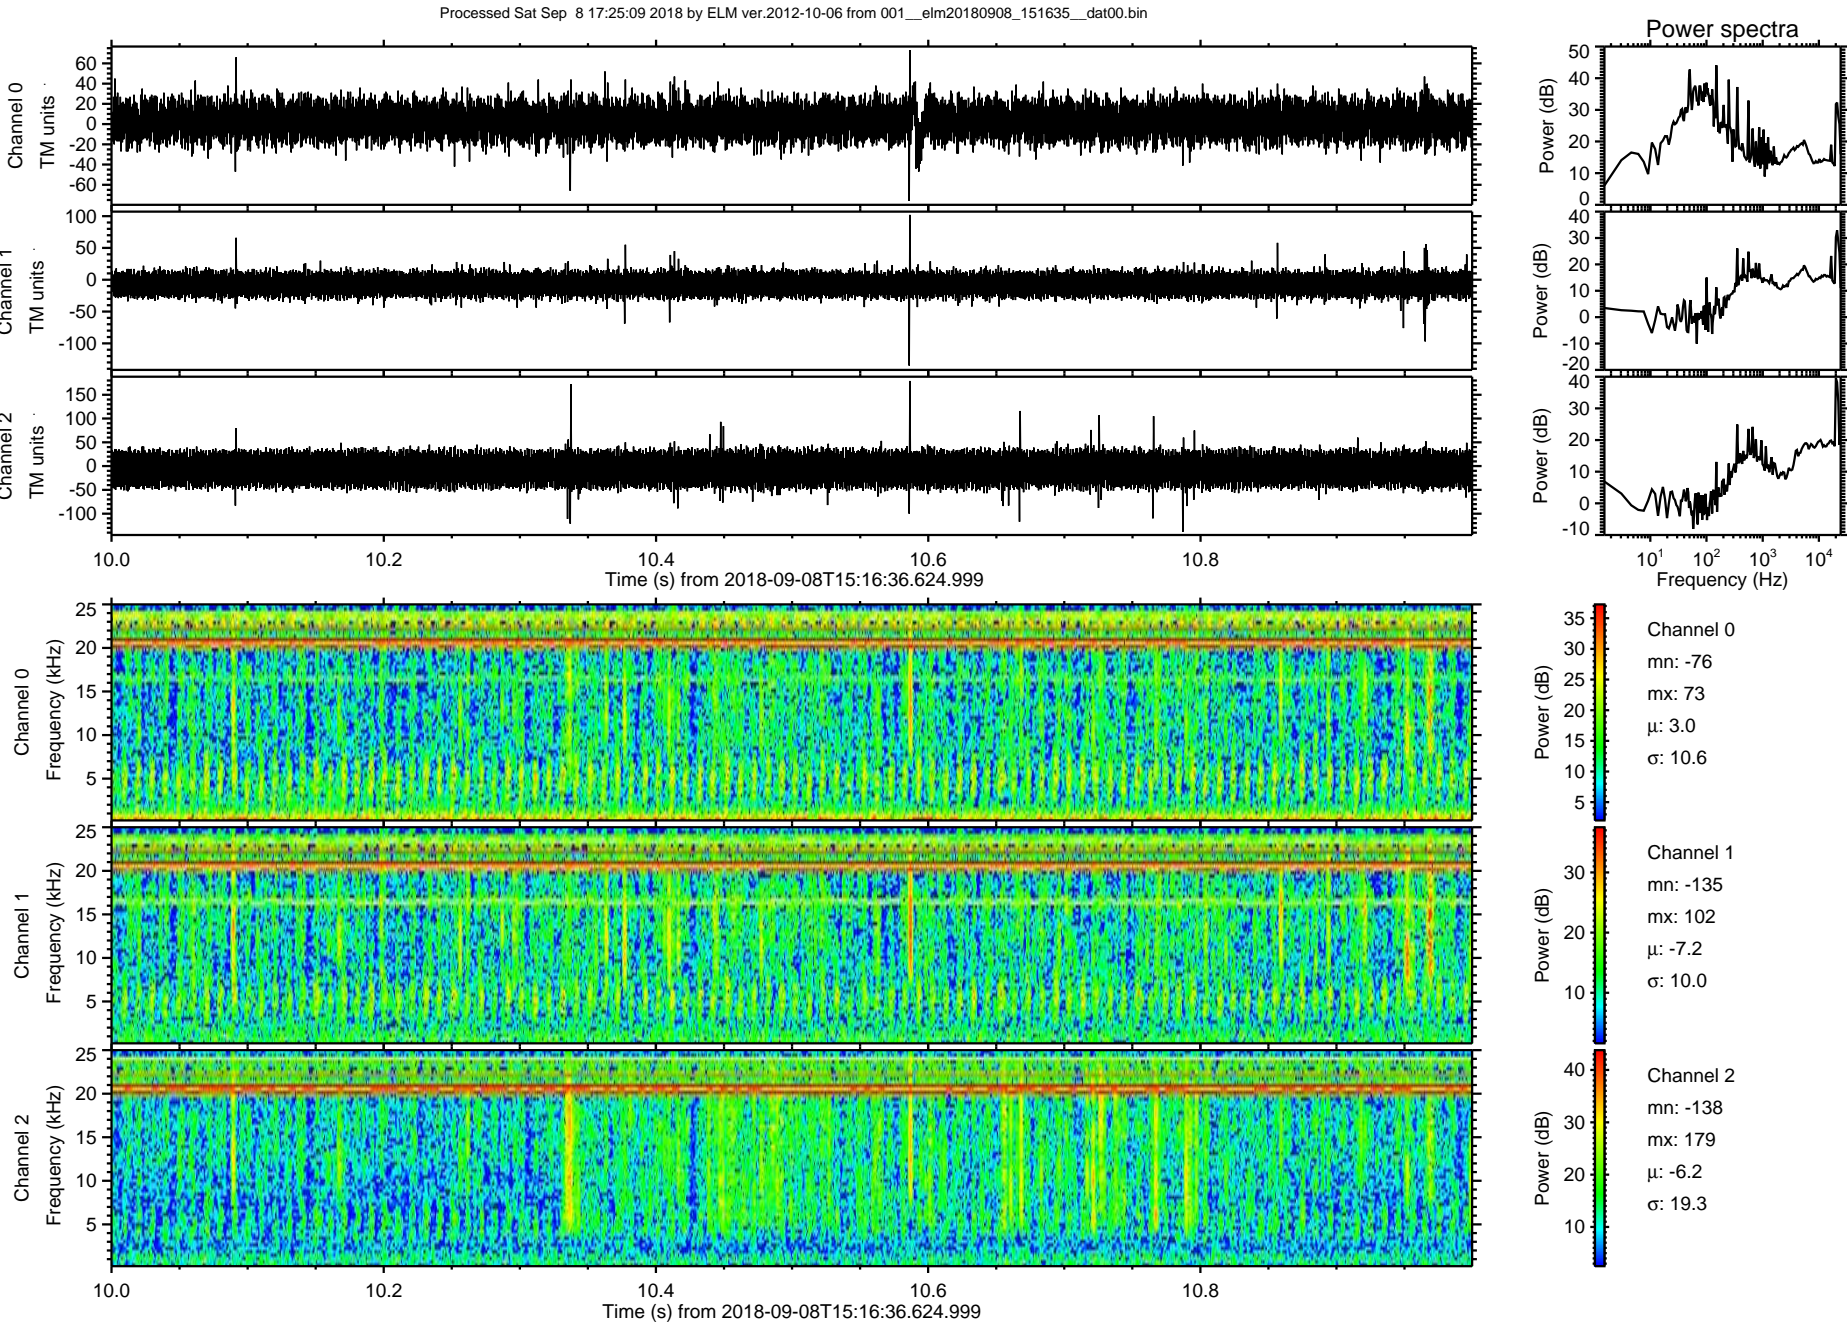 Processed Sat Sep  8 17:25:09 2018 by ELM ver.2012-10-06 from 001__elm20180908_151635__dat00.bin
Power spectra
Channel 0
TM units
60
40
20
0
-20
-40
-60
Power (dB)
50
40
30
20
10
0
Channel 1
TM units
100
50
0
-50
-100
Power (dB)
40
30
20
10
0
-10
-20
Channel 2
TM units
150
100
50
0
-50
-100
Power (dB)
40
30
20
10
0
-10
10.0 10.2 10.4 10.6 10.8
Time (s) from 2018-09-08T15:16:36.624.999
10¹ 10² 10³ 10⁴
Frequency (Hz)
Channel 0
Frequency (kHz)
25
20
15
10
5
Power (dB)
35
30
25
20
15
10
5
Channel 0
mn: -76
mx: 73
µ: 3.0
σ: 10.6
Channel 1
Frequency (kHz)
25
20
15
10
5
Power (dB)
30
20
10
Channel 1
mn: -135
mx: 102
µ: -7.2
σ: 10.0
Channel 2
Frequency (kHz)
25
20
15
10
5
Power (dB)
40
30
20
10
Channel 2
mn: -138
mx: 179
µ: -6.2
σ: 19.3
10.0 10.2 10.4 10.6 10.8
Time (s) from 2018-09-08T15:16:36.624.999